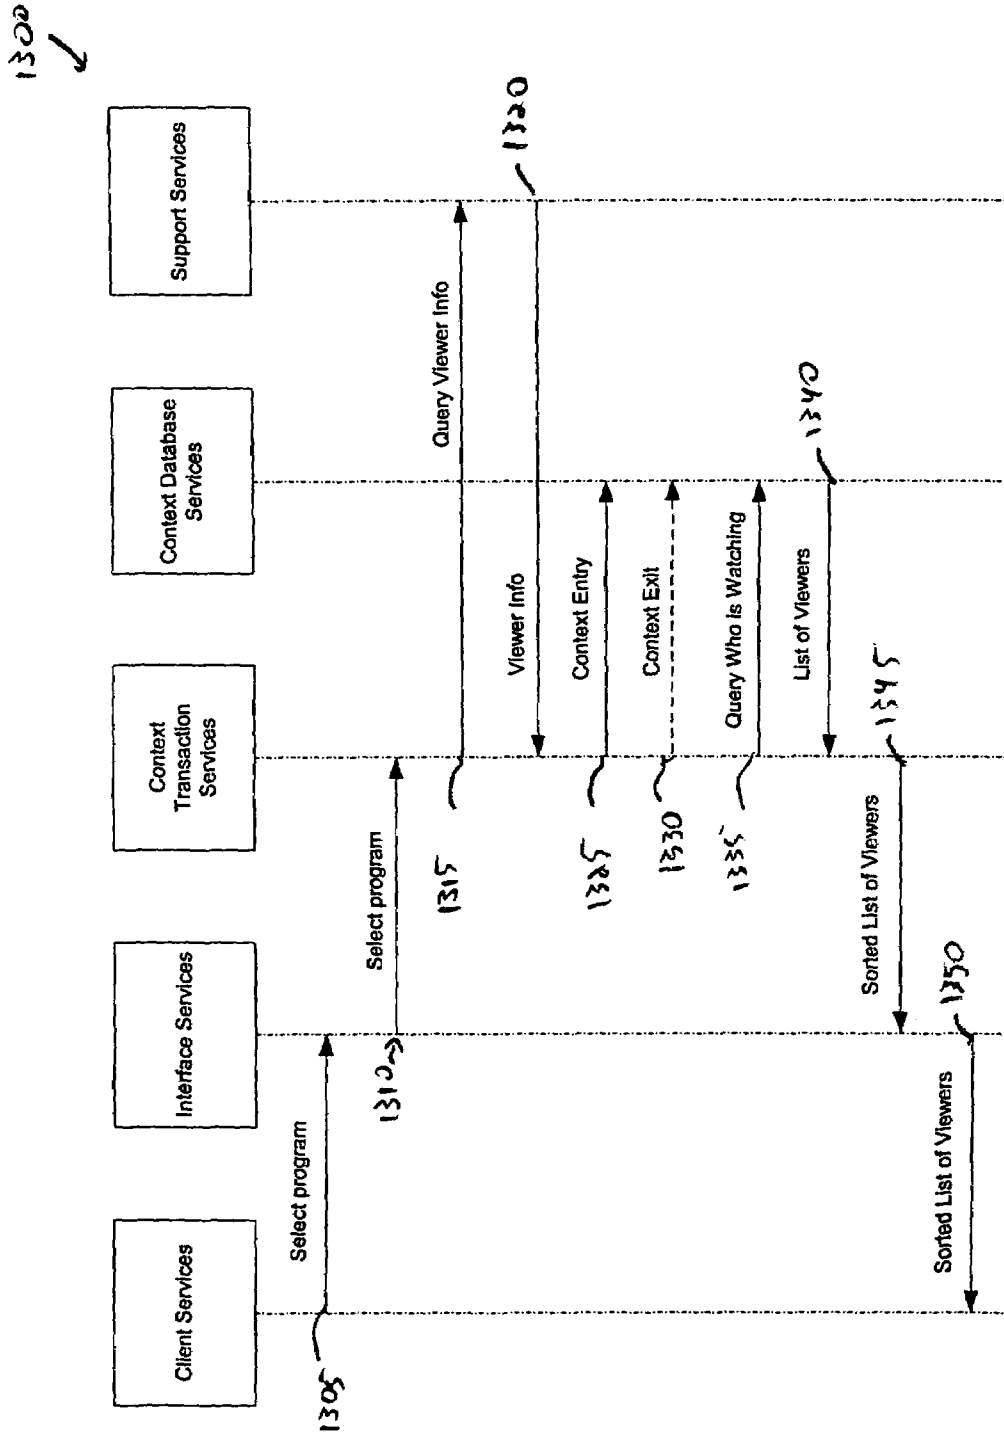 1300
Client Services
Interface Services
Context
Transaction
Services
Context Database
Services
Support Services
1305
Select program
1310
Select program
1315
Query Viewer Info
Viewer Info
1320
1325
Context Entry
1330
Context Exit
1335
Query Who is Watching
List of Viewers
1340
Sorted List of Viewers
1345
Sorted List of Viewers
1350